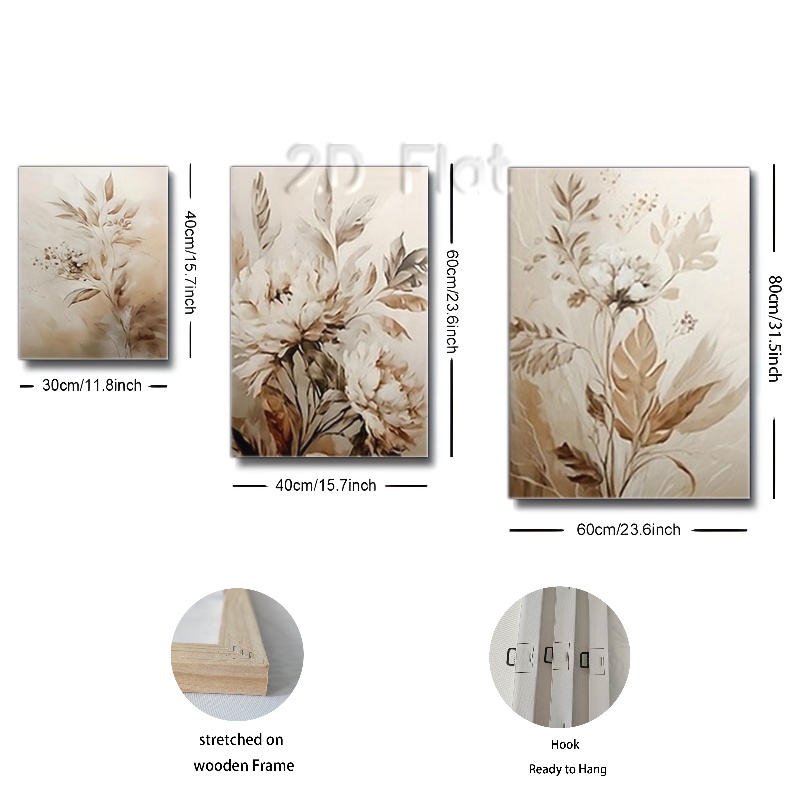 2D Flat
40cm/15.7inch
60cm/23.6inch
80cm/31.5inch
30cm/11.8inch
40cm/15.7inch
60cm/23.6inch
stretched on
wooden Frame
Hook
Ready to Hang